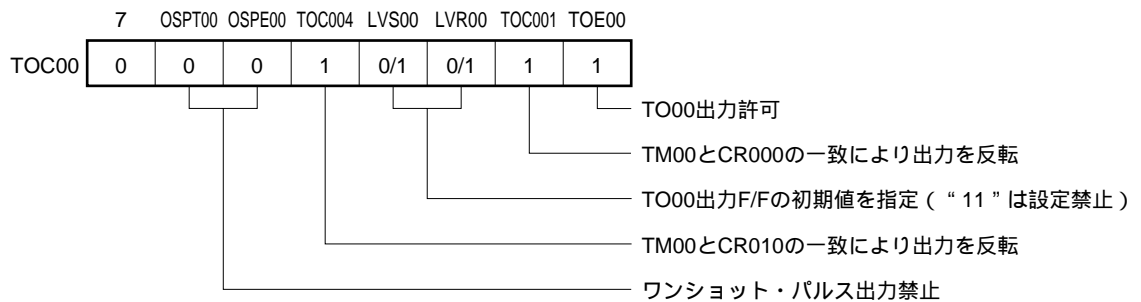 7 OSPT00 OSPE00 TOC004 LVS00 LVR00 TOC001 TOE00
TOC00 0 0 0 1 0/1 0/1 1 1
TO00出力許可
TM00とCR000の一致により出力を反転
TO00出力F/Fの初期値を指定（“11”は設定禁止）
TM00とCR010の一致により出力を反転
ワンショット・パルス出力禁止